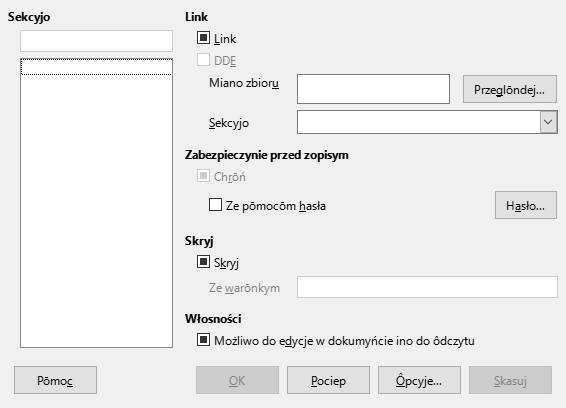 Sekcyjo
Link
Link
DDE
Miano zbioru
Przeglōndej...
Sekcyjo
Zabezpieczynie przed zopisym
Chrōń
Ze pōmocōm hasła
Hasło...
Skryj
Skryj
Ze warōnkym
Włosności
Możliwo do edycje w dokumyńcie ino do ôdczytu
Pōmoc
OK
Pociep
Ôpcyje...
Skasuj